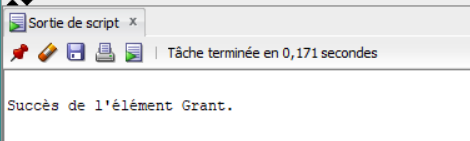 Sortie de script x
Tâche terminée en 0,171 secondes
Succès de l'élément Grant.